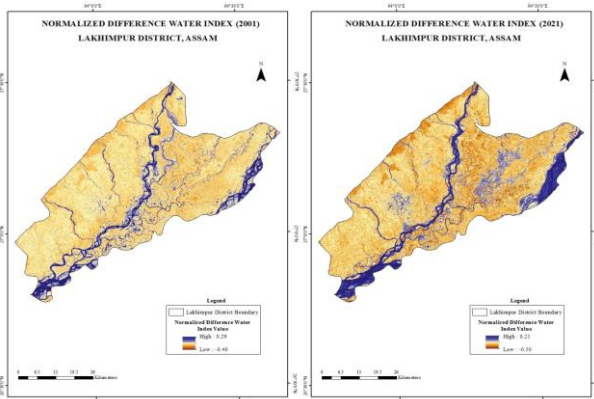 NORMALIZED DIFFERENCE WATER INDEX (2001)
LAKHIMPUR DISTRICT, ASSAM
N
Legend
Lakhimpur District Boundary
Normalized Difference Water
Index Value
High : 0.29
Low : -0.40
Kilometers
NORMALIZED DIFFERENCE WATER INDEX (2021)
LAKHIMPUR DISTRICT, ASSAM
N
Legend
Lakhimpur District Boundary
Normalized Difference Water
Index Value
High : 0.21
Low : -0.50
Kilometers